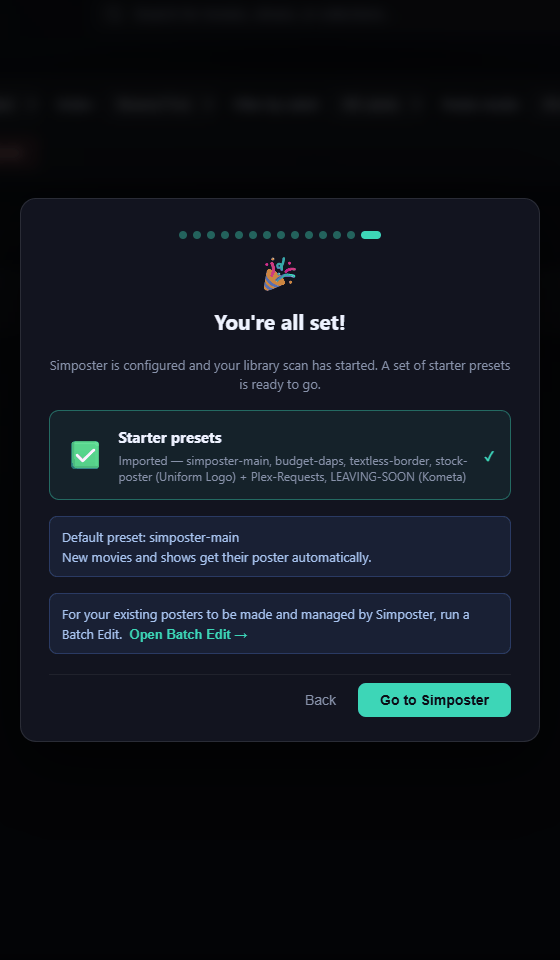 You're all set!
Simposter is configured and your library scan has started. A set of starter presets
is ready to go.
Starter presets
Imported — simposter-main, budget-daps, textless-border, stock-
poster (Uniform Logo) + Plex-Requests, LEAVING-SOON (Kometa)
✓
Default preset: simposter-main
New movies and shows get their poster automatically.
For your existing posters to be made and managed by Simposter, run a
Batch Edit. Open Batch Edit →
Back
Go to Simposter